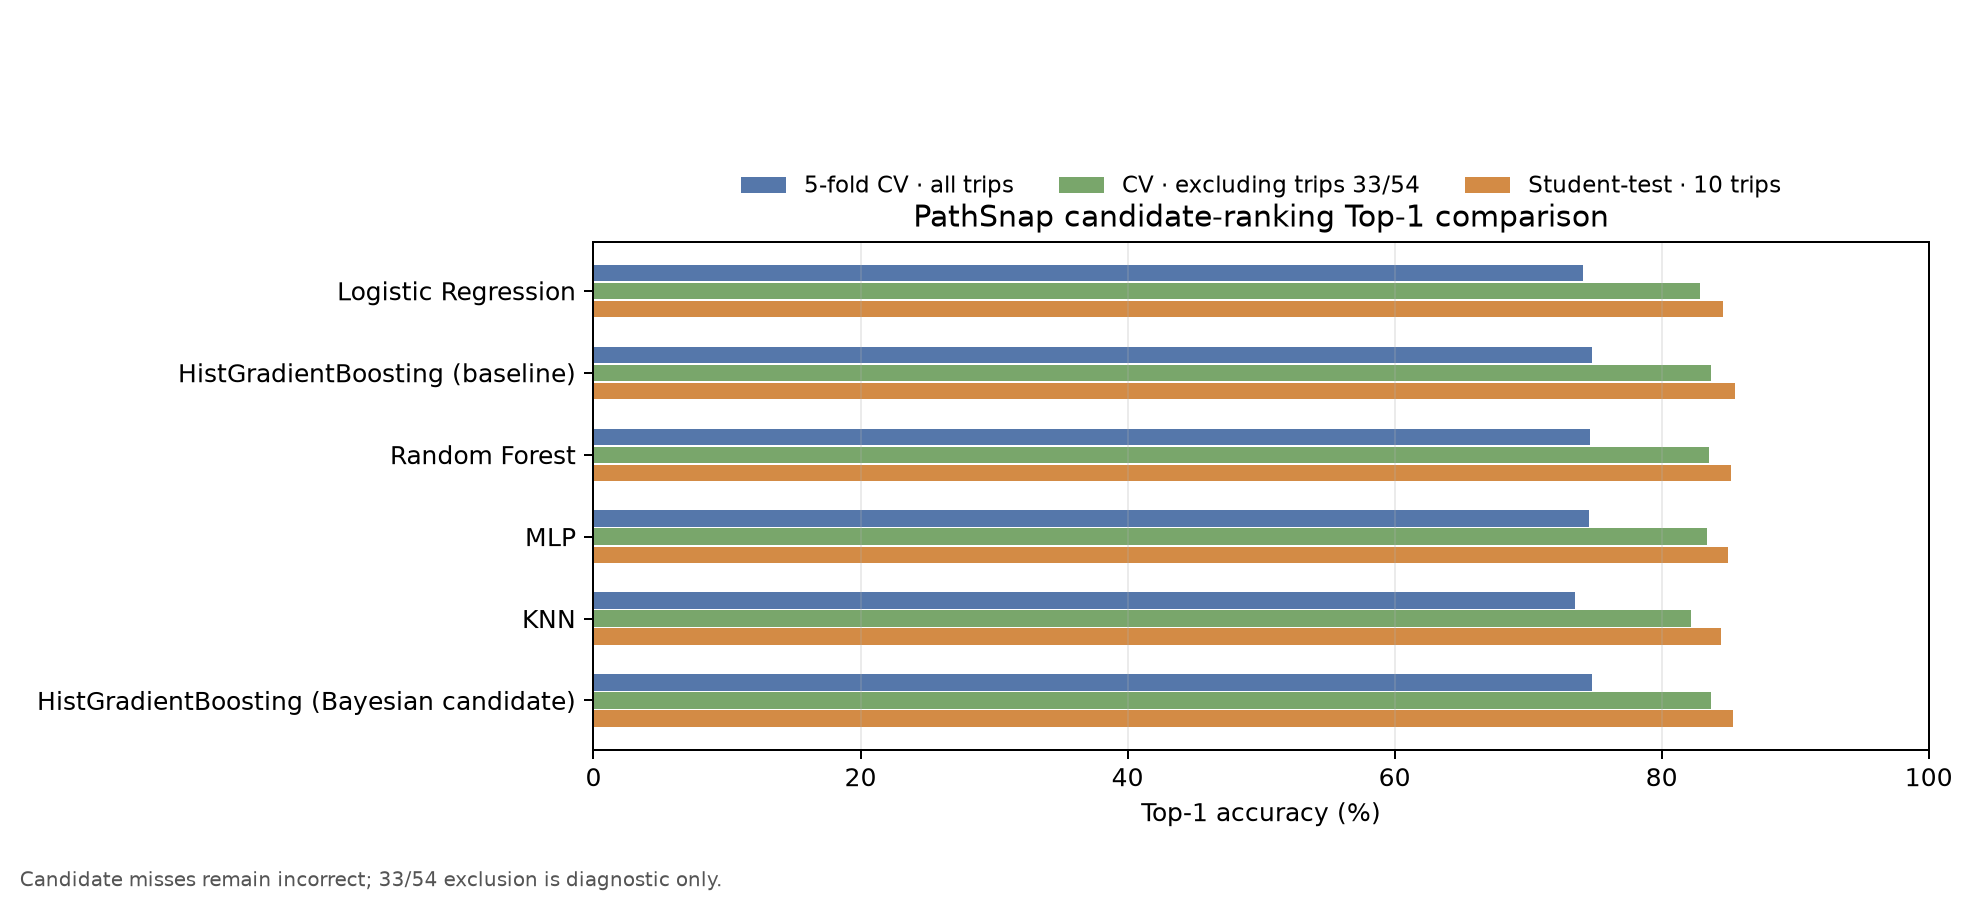 5-fold CV · all trips CV · excluding trips 33/54 Student-test · 10 trips
PathSnap candidate-ranking Top-1 comparison
Logistic Regression
HistGradientBoosting (baseline)
Random Forest
MLP
KNN
HistGradientBoosting (Bayesian candidate)
0 20 40 60 80 100
Top-1 accuracy (%)
Candidate misses remain incorrect; 33/54 exclusion is diagnostic only.